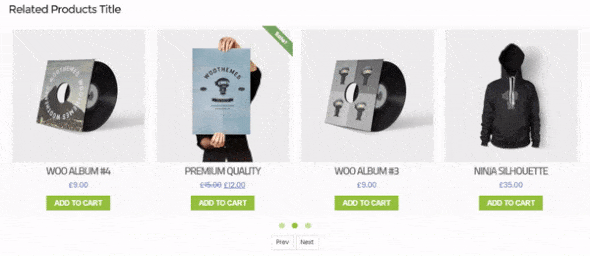 Related Products Title
Sale!
WOOTHEMES
WOO ALBUM #4
PREMIUM QUALITY
WOO ALBUM #3
NINJA SILHOUETTE
£9.00
£15.00 £12.00
£9.00
£35.00
ADD TO CART
ADD TO CART
ADD TO CART
ADD TO CART
Prev
Next